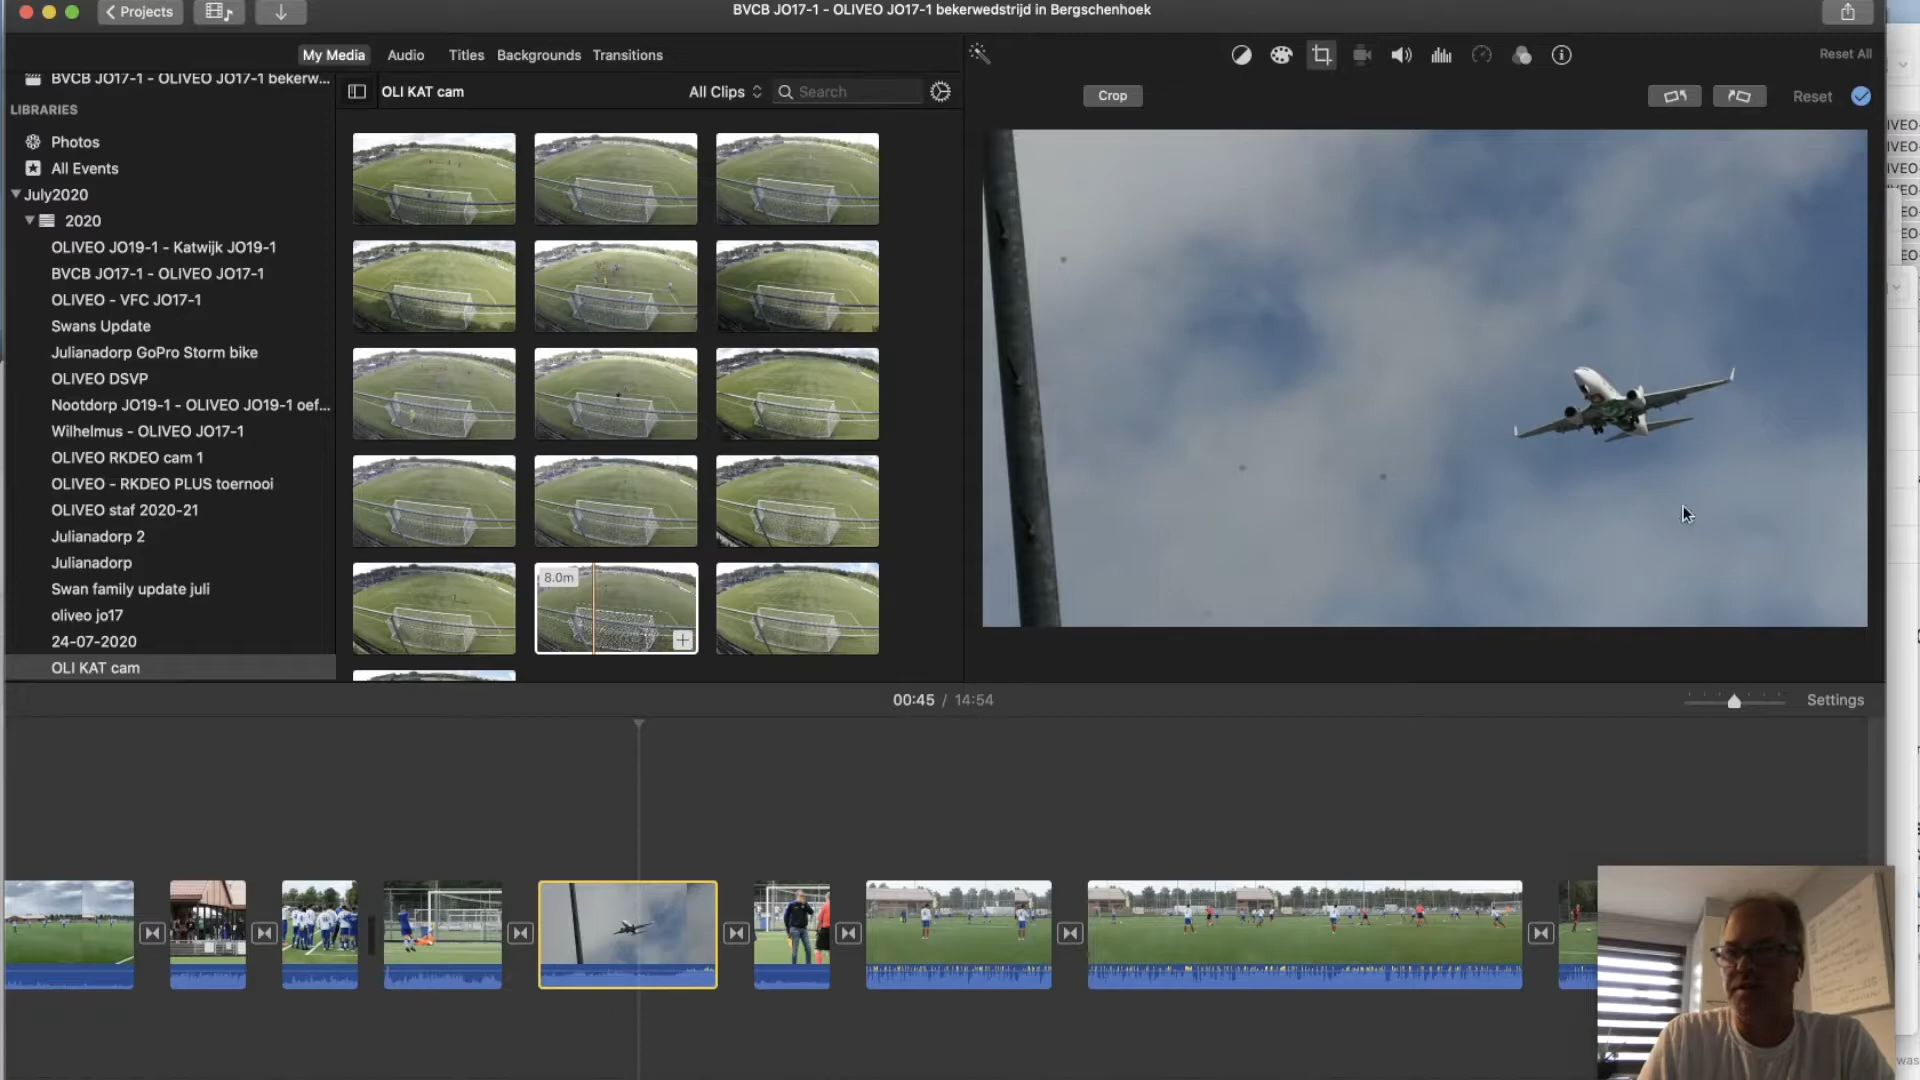 Projects
BVCB JO17-1 - OLIVEO JO17-1 bekerwedstrijd in Bergschenhoek
My Media
Audio
Titles
Backgrounds
Transitions
Reset All
BVCB JO17-1 - OLIVEO JO17-1 bekerw...
OLI KAT cam
All Clips
Search
Crop
Reset
LIBRARIES
Photos
All Events
July2020
2020
OLIVEO JO19-1 - Katwijk JO19-1
BVCB JO17-1 - OLIVEO JO17-1
OLIVEO - VFC JO17-1
Swans Update
Julianadorp GoPro Storm bike
OLIVEO DSVP
Nootdorp JO19-1 - OLIVEO JO19-1 oef...
Wilhelmus - OLIVEO JO17-1
OLIVEO RKDEO cam 1
OLIVEO - RKDEO PLUS toernooi
OLIVEO staf 2020-21
Julianadorp 2
Julianadorp
Swan family update juli
oliveo jo17
24-07-2020
OLI KAT cam
8.0m
00:45 / 14:54
Settings